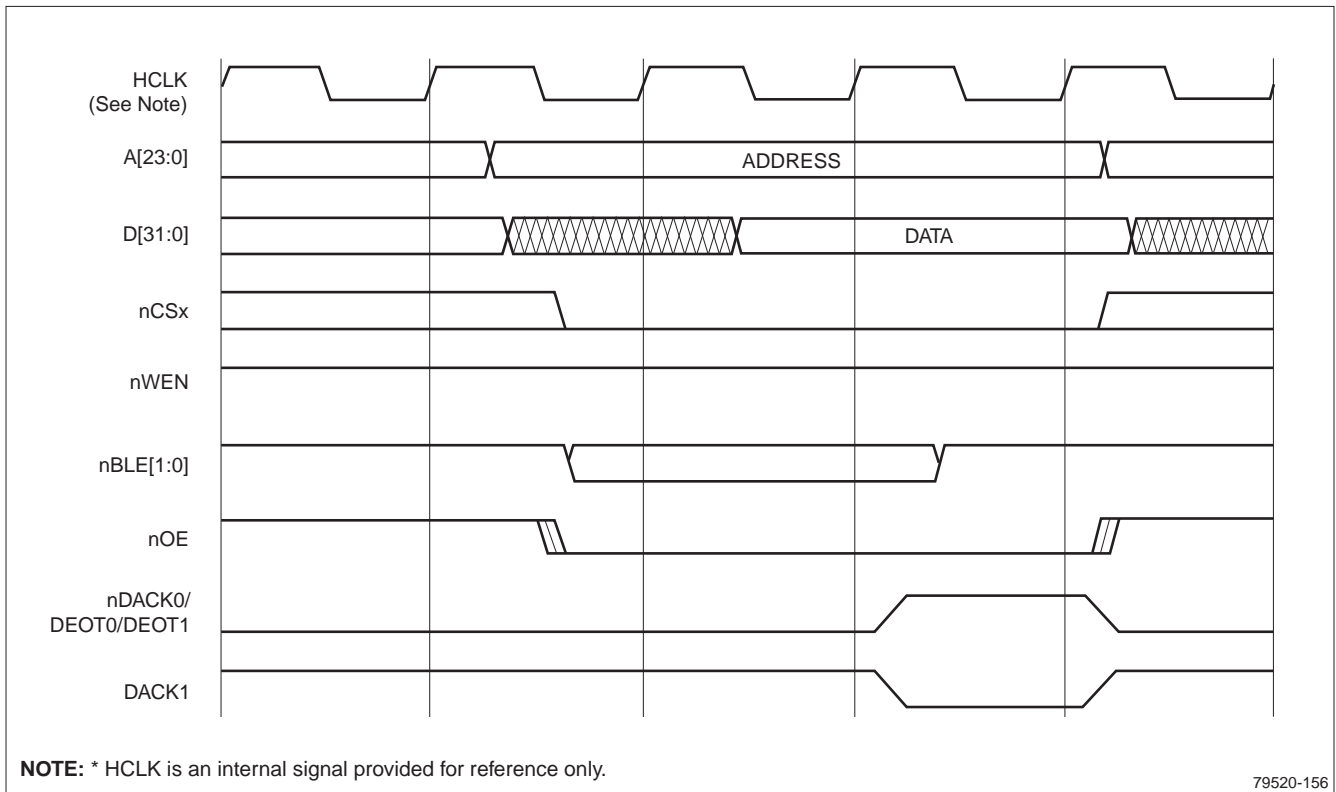 HCLK
(See Note)
A[23:0]
ADDRESS
D[31:0]
DATA
nCSx
nWEN
nBLE[1:0]
nOE
nDACK0/
DEOT0/DEOT1
DACK1
NOTE: * HCLK is an internal signal provided for reference only.
79520-156